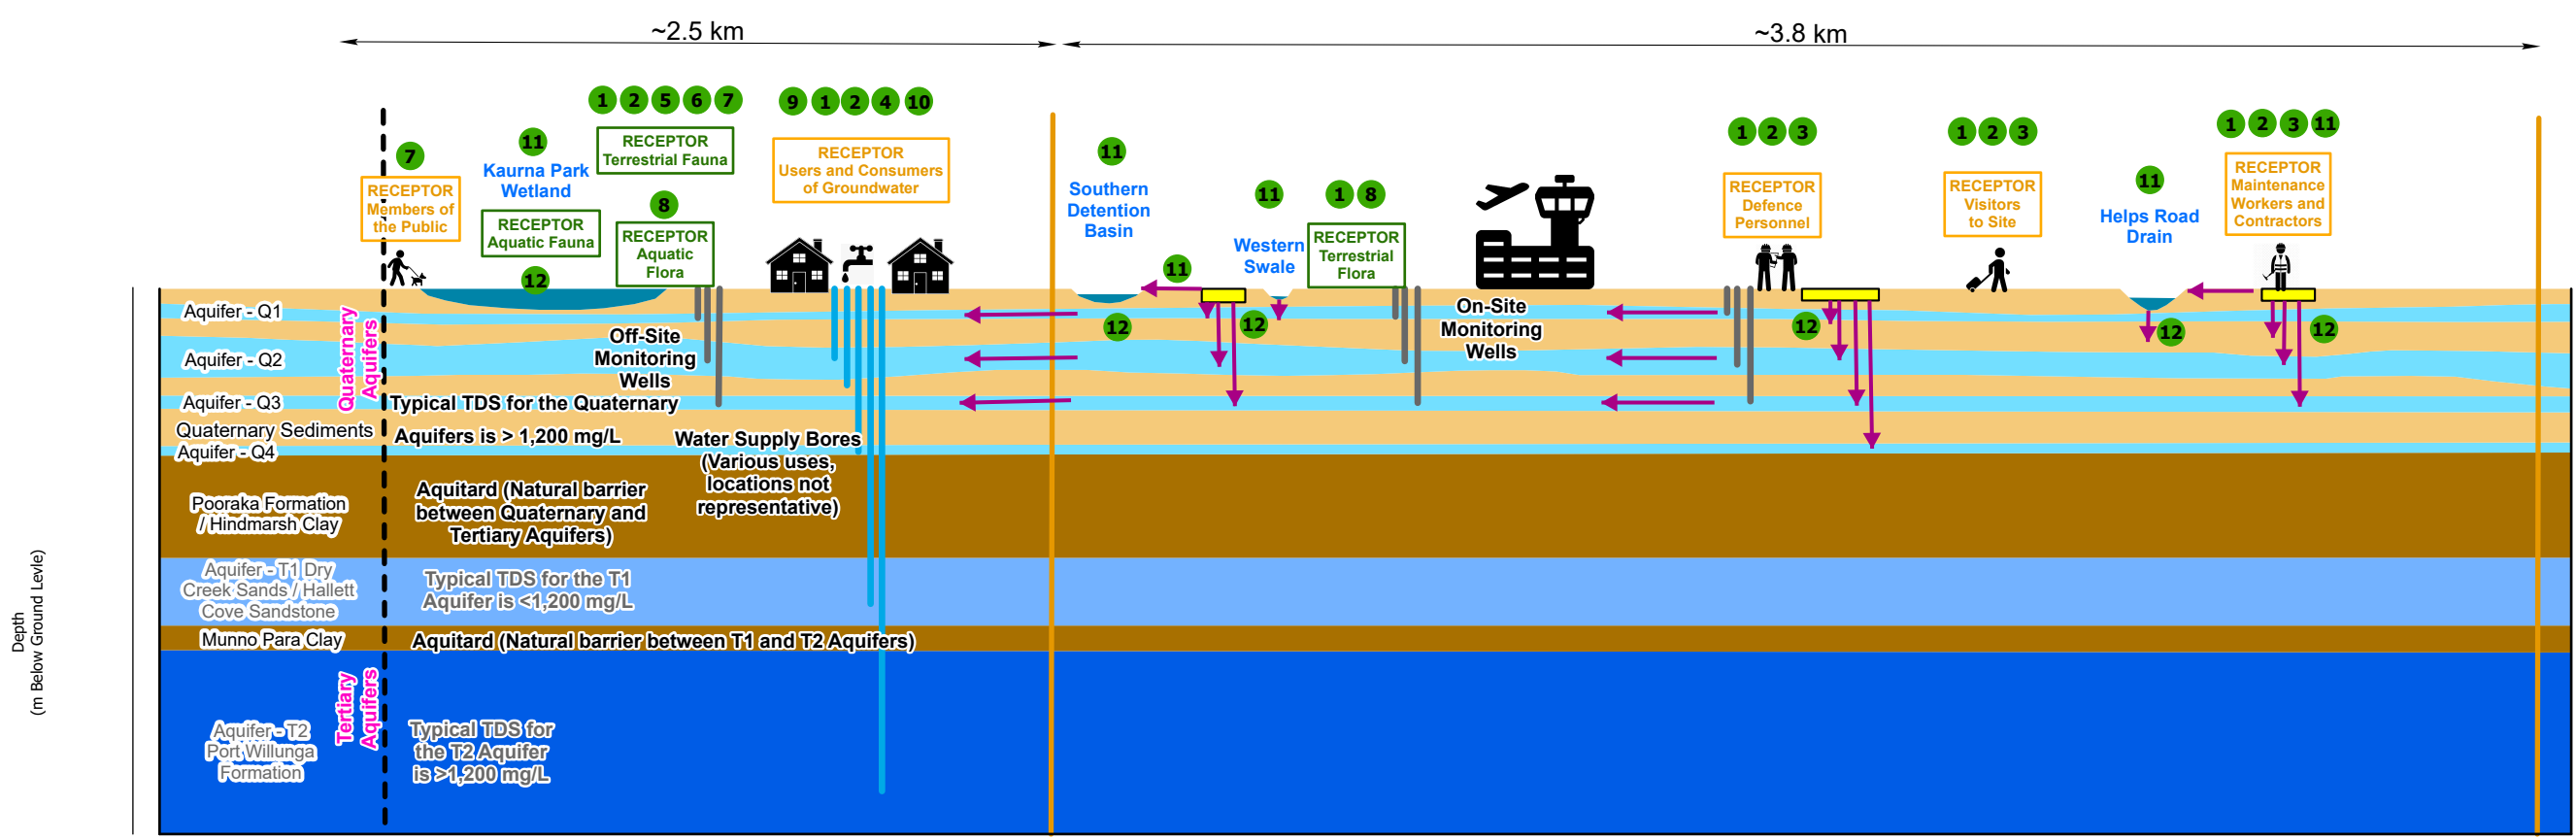 ~2.5 km
~3.8 km
1 2 5 6 7
RECEPTOR
Terrestrial Fauna
9 1 2 4 10
RECEPTOR
Users and Consumers
of Groundwater
7
RECEPTOR
Members of
the Public
11
Kaurna Park
Wetland
RECEPTOR
Aquatic Fauna
12
8
RECEPTOR
Aquatic
Flora
11
Southern
Detention
Basin
11
12
11
Western
Swale
12
1 8
RECEPTOR
Terrestrial
Flora
1 2 3
RECEPTOR
Defence
Personnel
12
1 2 3
RECEPTOR
Visitors
to Site
11
Helps Road
Drain
12
1 2 3 11
RECEPTOR
Maintenance
Workers and
Contractors
12
Aquifer - Q1
Aquifer - Q2
Aquifer - Q3
Quaternary Sediments
Aquifer - Q4
Quaternary
Aquifers
Off-Site
Monitoring
Wells
On-Site
Monitoring
Wells
Typical TDS for the Quaternary
Aquifers is > 1,200 mg/L
Water Supply Bores
(Various uses,
locations not
representative)
Pooraka Formation
/ Hindmarsh Clay
Aquitard (Natural barrier
between Quaternary and
Tertiary Aquifers)
Aquifer - T1 Dry
Creek Sands / Hallett
Cove Sandstone
Typical TDS for the T1
Aquifer is <1,200 mg/L
Munno Para Clay
Aquitard (Natural barrier between T1 and T2 Aquifers)
Tertiary
Aquifers
Aquifer - T2
Port Willunga
Formation
Typical TDS for
the T2 Aquifer
is >1,200 mg/L
Depth
(m Below Ground Levle)